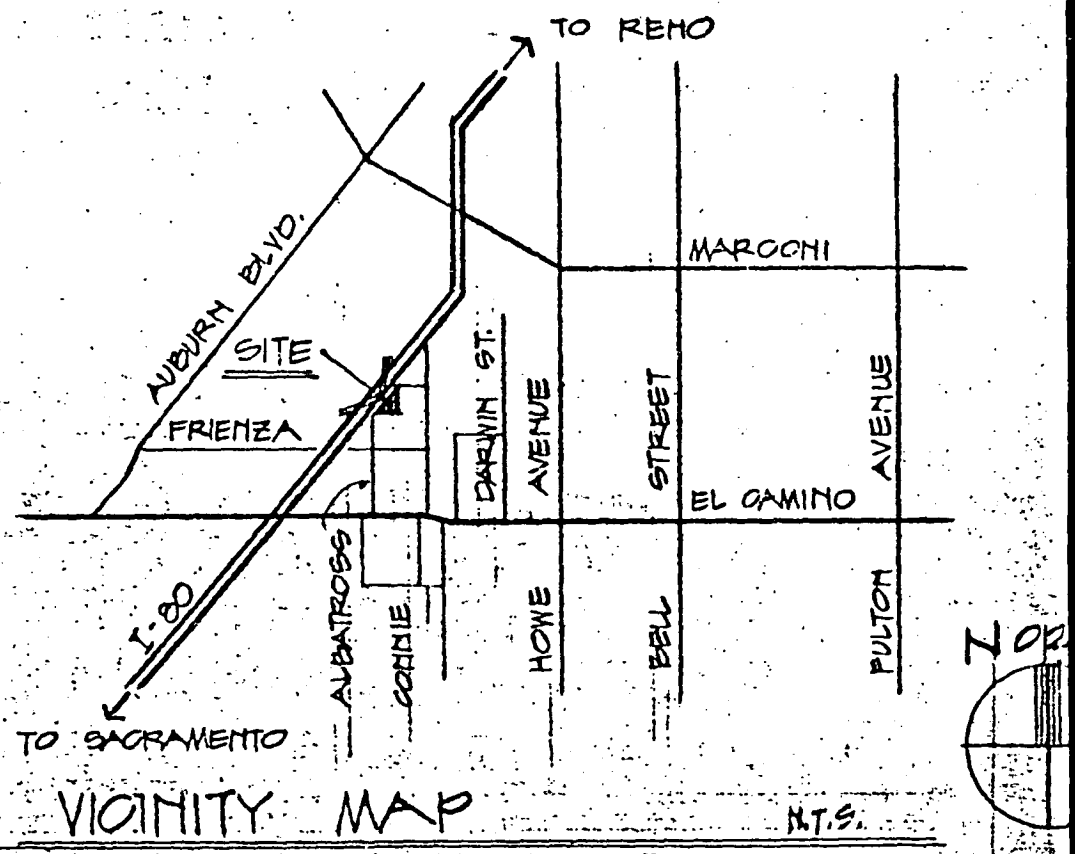 TO RENO
MARCONI
AUBURN BLVD.
SITE
DARWIN ST.
HOWE AVENUE
BELL STREET
FULTON AVENUE
FRIENZA
EL CAMINO
ALBATROSS
CONNIE
I-80
TO SACRAMENTO
VICINITY MAP
N.T.S.